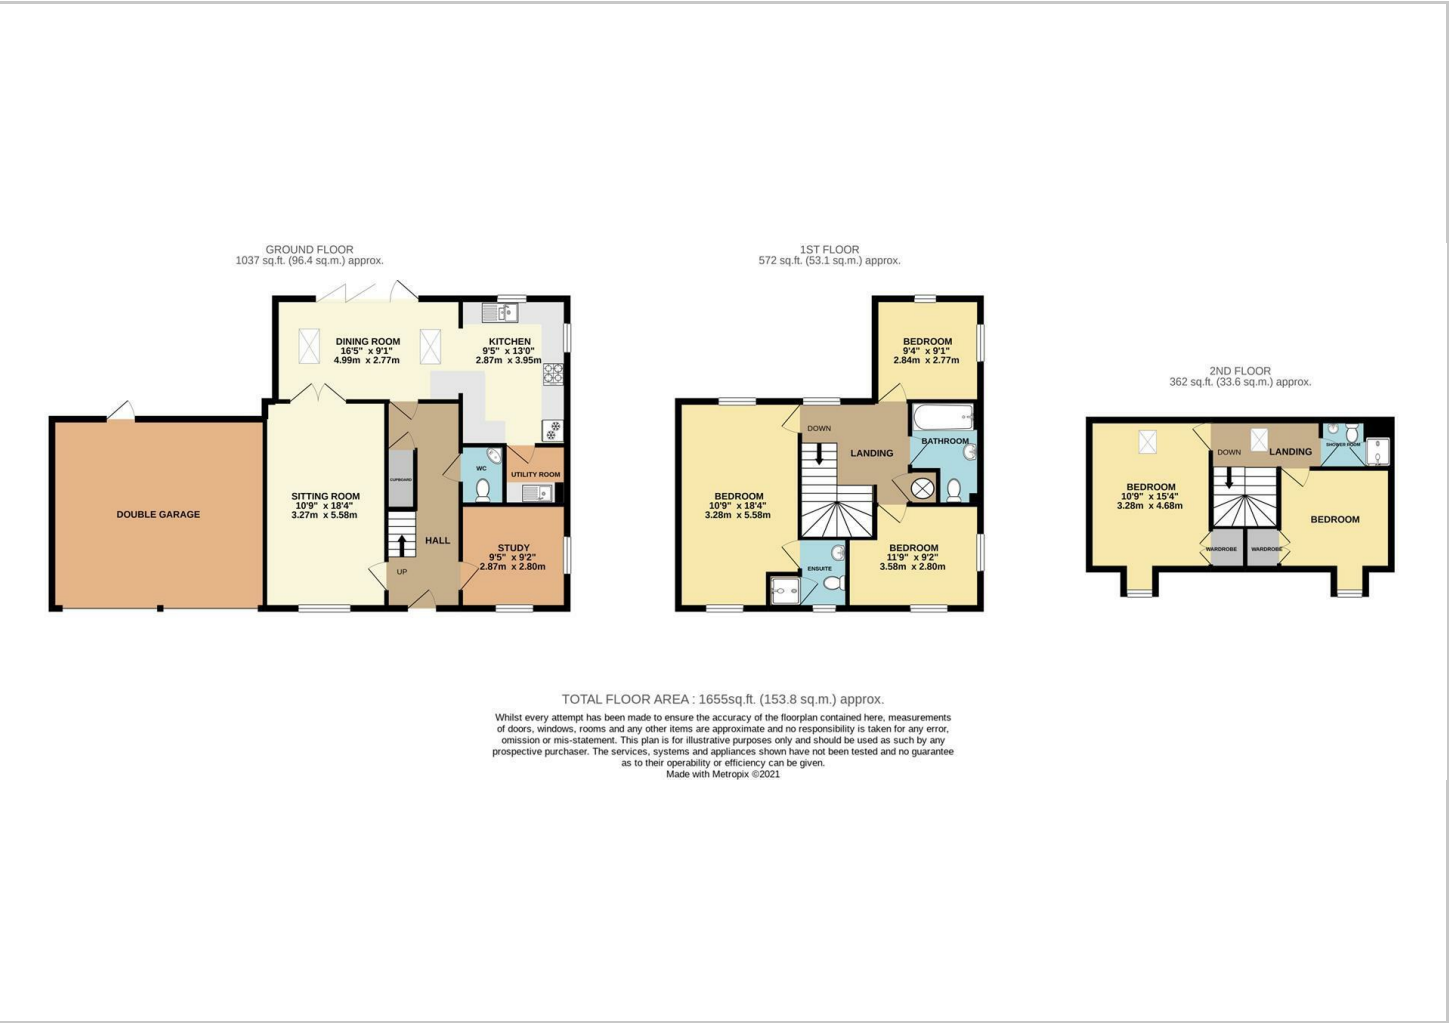 GROUND FLOOR
1037 sq.ft. (96.4 sq.m.) approx.
DINING ROOM
16'5" x 9'1"
4.99m x 2.77m
KITCHEN
9'5" x 13'0"
2.87m x 3.95m
DOUBLE GARAGE
SITTING ROOM
10'9" x 18'4"
3.27m x 5.58m
CUPBOARD
WC
UTILITY ROOM
HALL
UP
STUDY
9'5" x 9'2"
2.87m x 2.80m
1ST FLOOR
572 sq.ft. (53.1 sq.m.) approx.
BEDROOM
9'4" x 9'1"
2.84m x 2.77m
DOWN
LANDING
BATHROOM
BEDROOM
10'9" x 18'4"
3.28m x 5.58m
ENSUITE
BEDROOM
11'9" x 9'2"
3.58m x 2.80m
2ND FLOOR
362 sq.ft. (33.6 sq.m.) approx.
DOWN
LANDING
SHOWER ROOM
BEDROOM
10'9" x 15'4"
3.28m x 4.68m
BEDROOM
WARDROBE
WARDROBE
TOTAL FLOOR AREA : 1655sq.ft. (153.8 sq.m.) approx.
Whilst every attempt has been made to ensure the accuracy of the floorplan contained here, measurements
of doors, windows, rooms and any other items are approximate and no responsibility is taken for any error,
omission or mis-statement. This plan is for illustrative purposes only and should be used as such by any
prospective purchaser. The services, systems and appliances shown have not been tested and no guarantee
as to their operability or efficiency can be given.
Made with Metropix ©2021